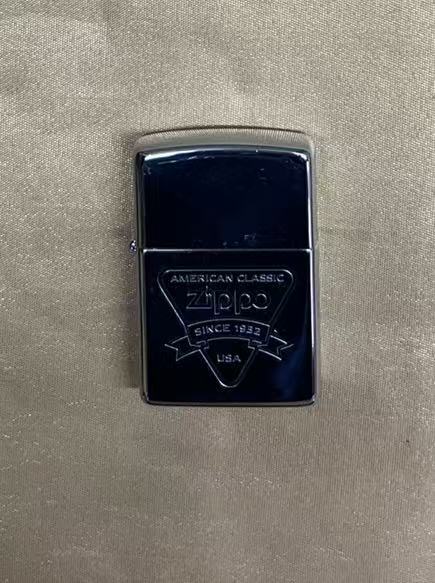 AMERICAN CLASSIC
Zippo
SINCE 1932
USA